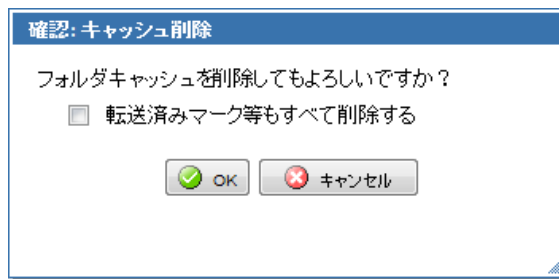 確認: キャッシュ削除
フォルダキャッシュを削除してもよろしいですか？
転送済みマーク等もすべて削除する
OK キャンセル